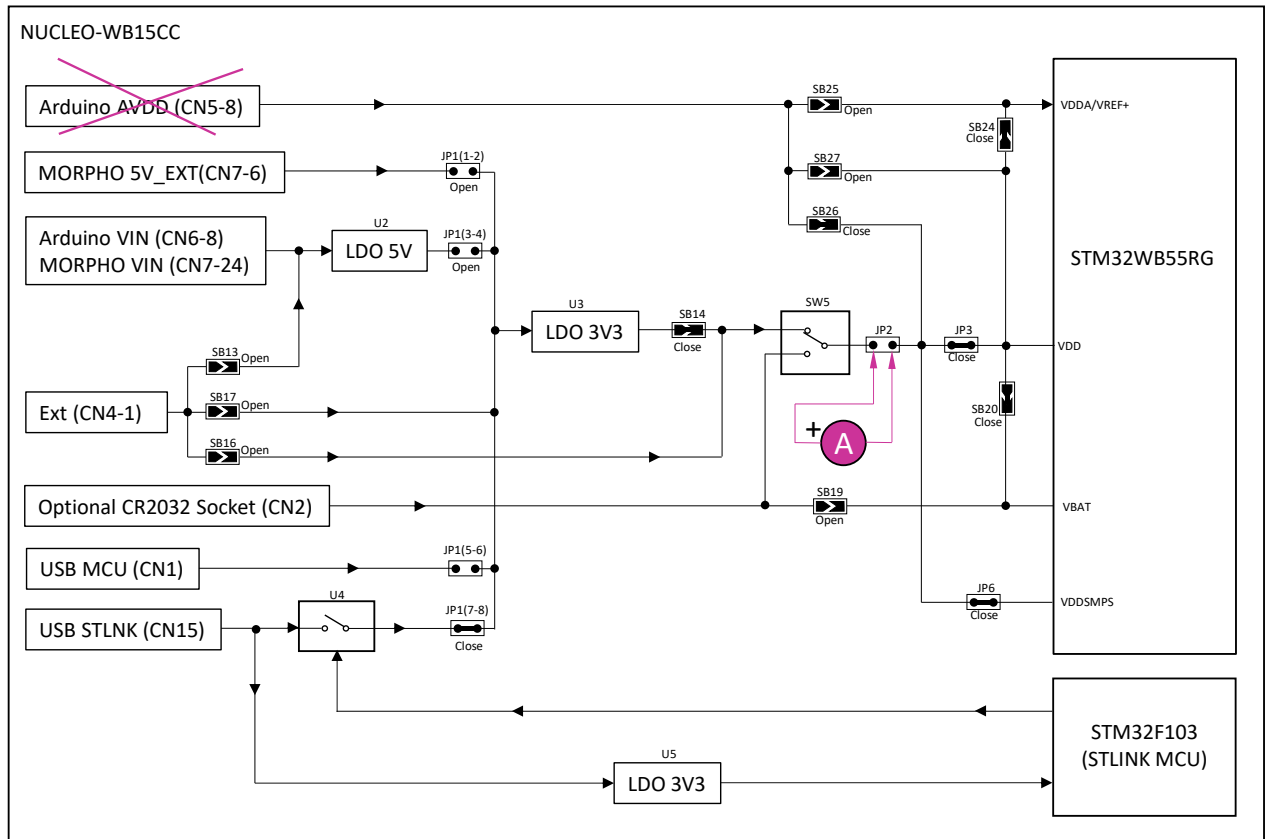 NUCLEO-WB15CC
Arduino AVDD (CN5-8)
SB25
Open
VDDA/VREF+
SB24
Close
MORPHO 5V_EXT(CN7-6)
JP1(1-2)
Open
SB27
Open
SB26
Close
Arduino VIN (CN6-8)
MORPHO VIN (CN7-24)
U2
LDO 5V
JP1(3-4)
Open
STM32WB55RG
U3
LDO 3V3
SB14
Close
SW5
JP2
JP3
Close
VDD
SB13
Open
Ext (CN4-1)
SB17
Open
SB16
Open
+
A
SB20
Close
Optional CR2032 Socket (CN2)
SB19
Open
VBAT
USB MCU (CN1)
JP1(5-6)
USB STLNK (CN15)
U4
JP1(7-8)
Close
JP6
Close
VDDSMPS
STM32F103
(STLINK MCU)
U5
LDO 3V3